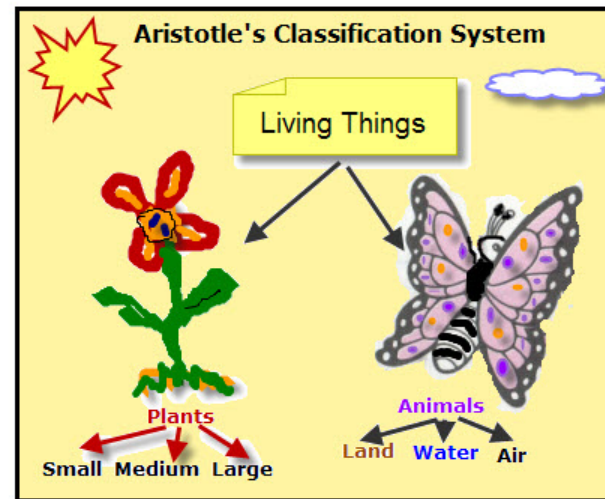 Aristotle's Classification System
Living Things
Plants
Small Medium Large
Animals
Land Water Air